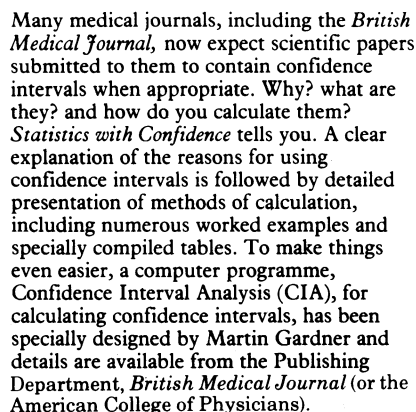 Many medical journals, including the British
Medical Journal, now expect scientific papers
submitted to them to contain confidence
intervals when appropriate. Why? what are
they? and how do you calculate them?
Statistics with Confidence tells you. A clear
explanation of the reasons for using
confidence intervals is followed by detailed
presentation of methods of calculation,
including numerous worked examples and
specially compiled tables. To make things
even easier, a computer programme,
Confidence Interval Analysis (CIA), for
calculating confidence intervals, has been
specially designed by Martin Gardner and
details are available from the Publishing
Department, British Medical Journal (or the
American College of Physicians).